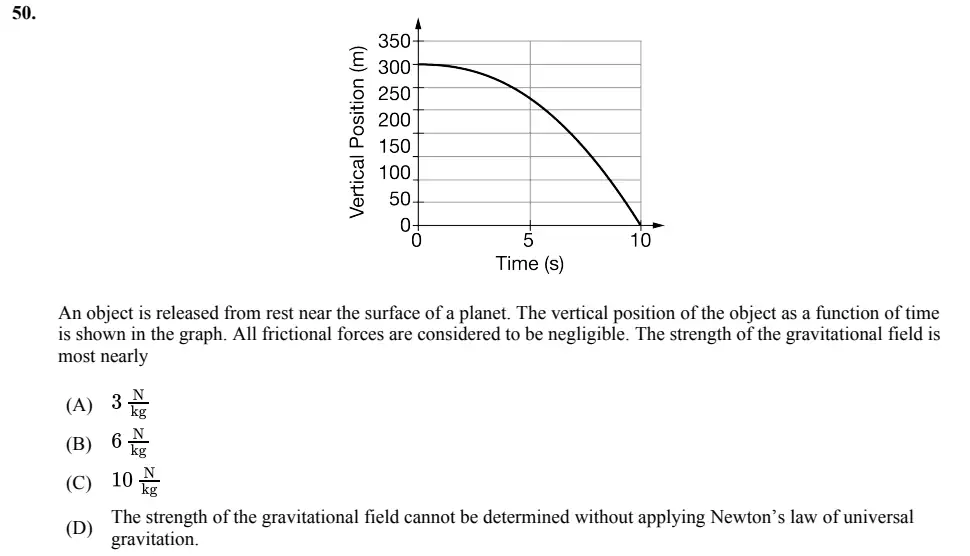 50.
Vertical Position (m)
350
300
250
200
150
100
50
0
0 5 10
Time (s)
An object is released from rest near the surface of a planet. The vertical position of the object as a function of time
is shown in the graph. All frictional forces are considered to be negligible. The strength of the gravitational field is
most nearly
(A) 3 N/kg
(B) 6 N/kg
(C) 10 N/kg
(D) The strength of the gravitational field cannot be determined without applying Newton's law of universal
gravitation.